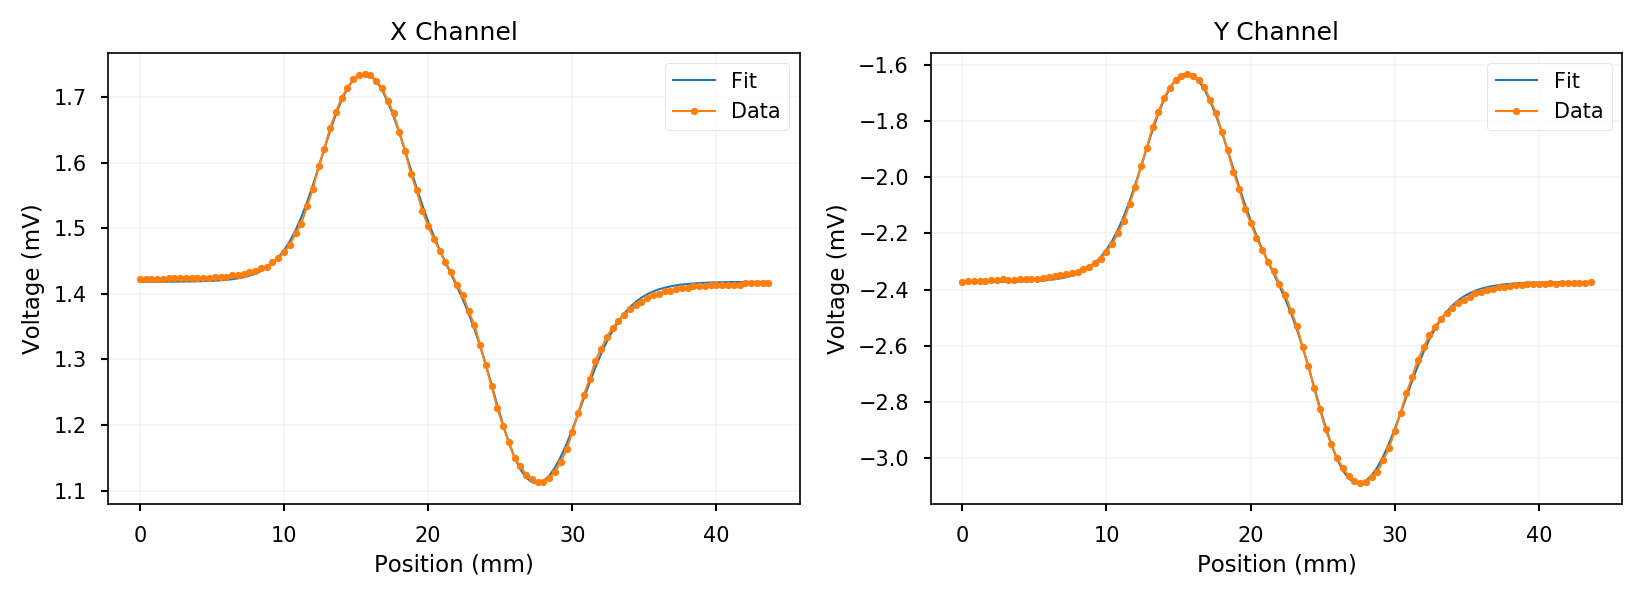 X Channel
Voltage (mV)
1.7
1.6
1.5
1.4
1.3
1.2
1.1
Fit
Data
0 10 20 30 40
Position (mm)
Y Channel
Voltage (mV)
−1.6
−1.8
−2.0
−2.2
−2.4
−2.6
−2.8
−3.0
Fit
Data
0 10 20 30 40
Position (mm)